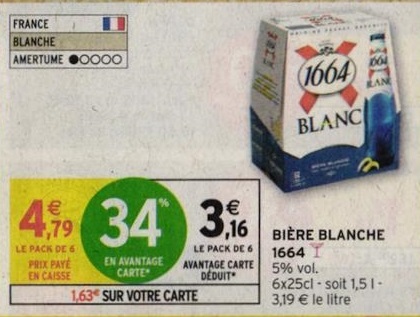 FRANCE
BLANCHE
AMERTUME
1664
BLANC
4,79 €
LE PACK DE 6
PRIX PAYÉ
EN CAISSE
34%
EN AVANTAGE
CARTE*
3,16 €
LE PACK DE 6
AVANTAGE CARTE
DÉDUIT*
1,63€ SUR VOTRE CARTE
BIÈRE BLANCHE
1664
5% vol.
6x25cl - soit 1,5 l -
3,19 € le litre